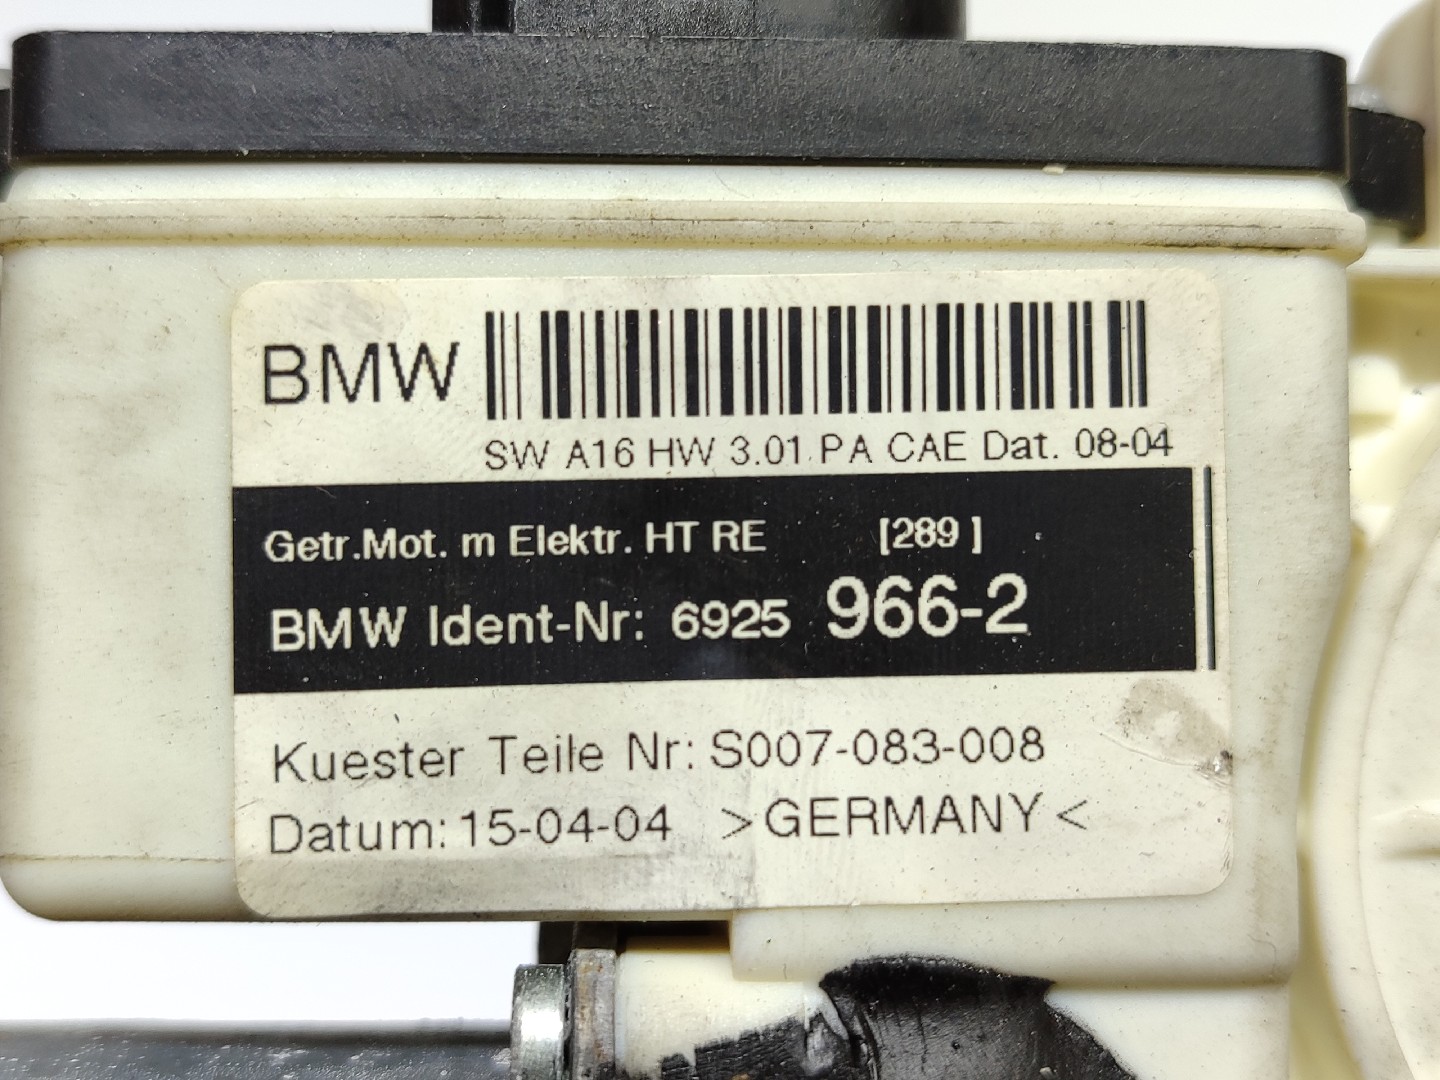 BMW
SW A16 HW 3.01 PA CAE Dat. 08-04
Getr.Mot. m Elektr. HT RE [289 ]
BMW Ident-Nr: 6925 966-2
Kuester Teile Nr: S007-083-008
Datum: 15-04-04 >GERMANY<